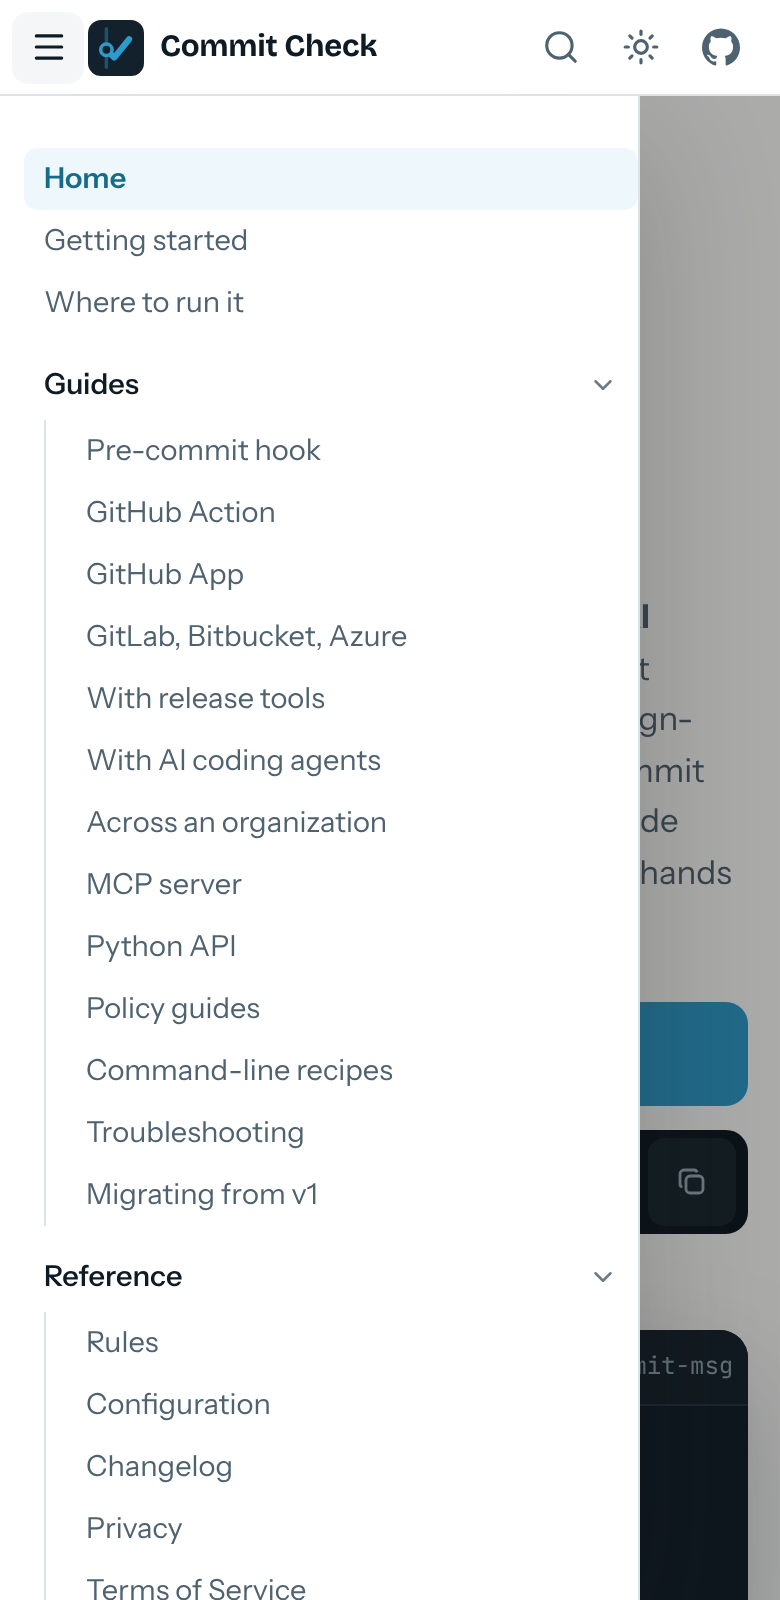 Commit Check
Home
Getting started
Where to run it
Guides
Pre-commit hook
GitHub Action
GitHub App
GitLab, Bitbucket, Azure
With release tools
With AI coding agents
Across an organization
MCP server
Python API
Policy guides
Command-line recipes
Troubleshooting
Migrating from v1
Reference
Rules
Configuration
Changelog
Privacy
Terms of Service
hands